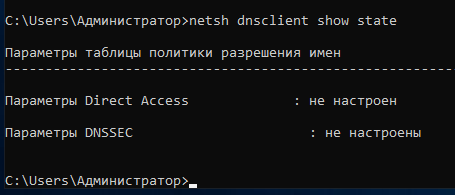 C:\Users\Администратор>netsh dnsclient show state
Параметры таблицы политики разрешения имен
--------------------------------------------------------
Параметры Direct Access             : не настроен
Параметры DNSSEC                      : не настроены
C:\Users\Администратор>